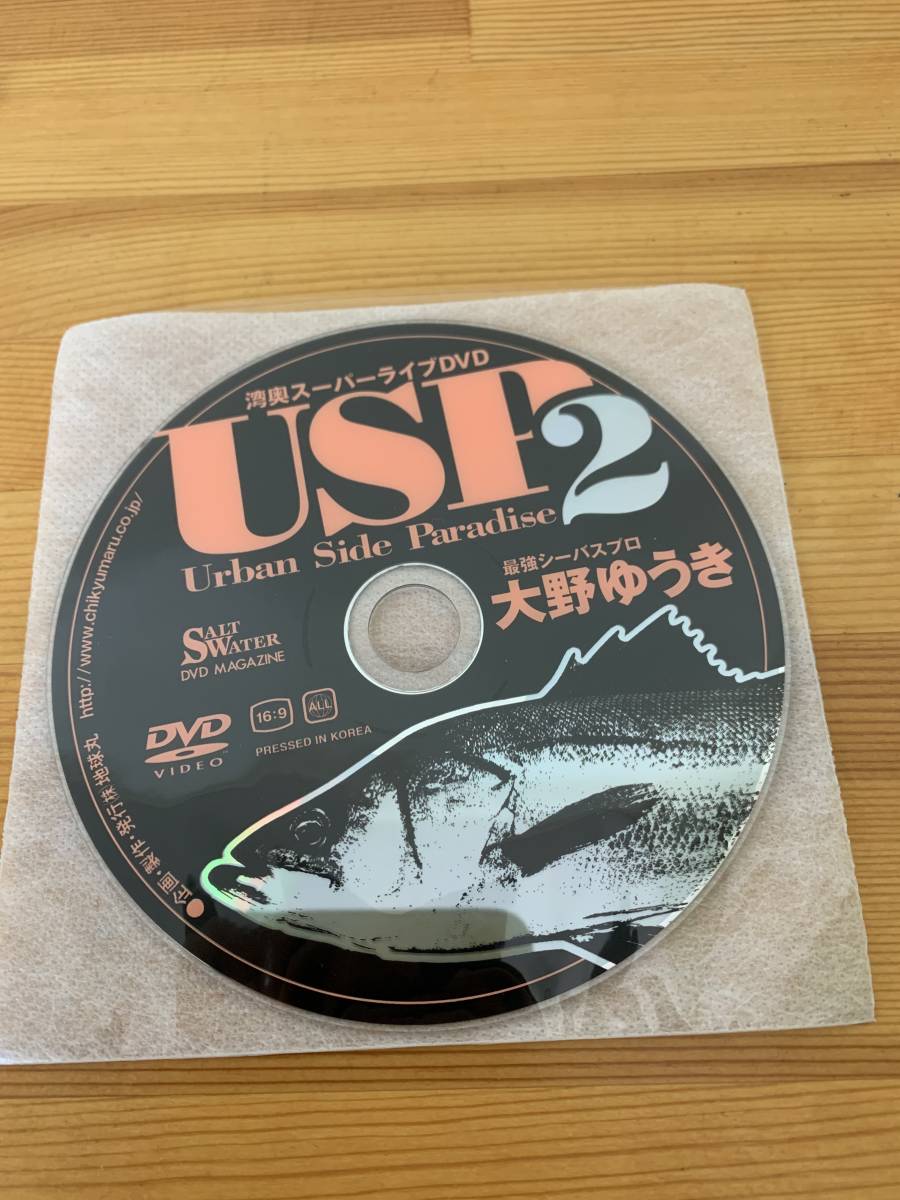 湾奥スーパーライブDVD
USP2
Urban Side Paradise
最強シーバスプロ
大野ゆうき
SALT WATER
DVD MAGAZINE
DVD
VIDEO
16:9
ALL
PRESSED IN KOREA
●企画・製作・発行㈱地球丸 http://www.chikyumaru.co.jp/